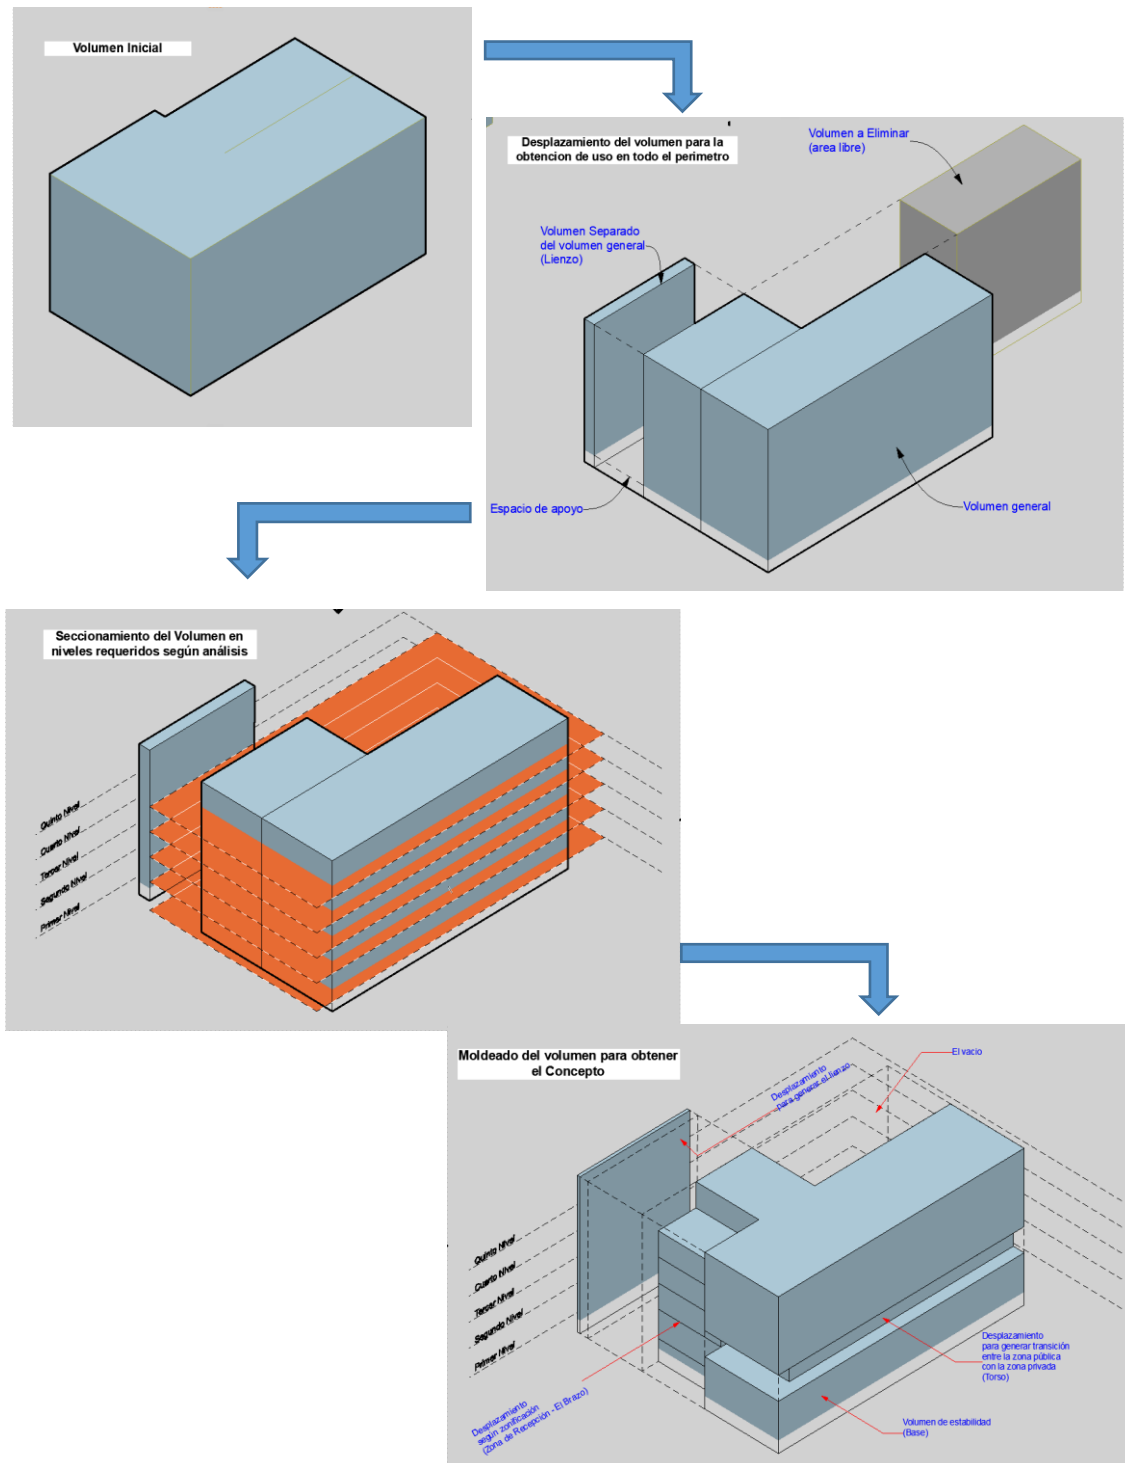 Volumen Inicial
Desplazamiento del volumen para la
obtencion de uso en todo el perimetro
Volumen a Eliminar
(area libre)
Volumen Separado
del volumen general
(Lienzo)
Espacio de apoyo
Volumen general
Seccionamiento del Volumen en
niveles requeridos según análisis
Quinto Nivel
Cuarto Nivel
Tercer Nivel
Segundo Nivel
Primer Nivel
Moldeado del volumen para obtener
el Concepto
Desplazamiento
para generar el lienzo
El vacio
Quinto Nivel
Cuarto Nivel
Tercer Nivel
Segundo Nivel
Primer Nivel
Desplazamiento
para generar transición
entre la zona pública
con la zona privada
(Torso)
Desplazamiento
según zonificación
(Zona de Recepción - El Brazo)
Volumen de estabilidad
(Base)